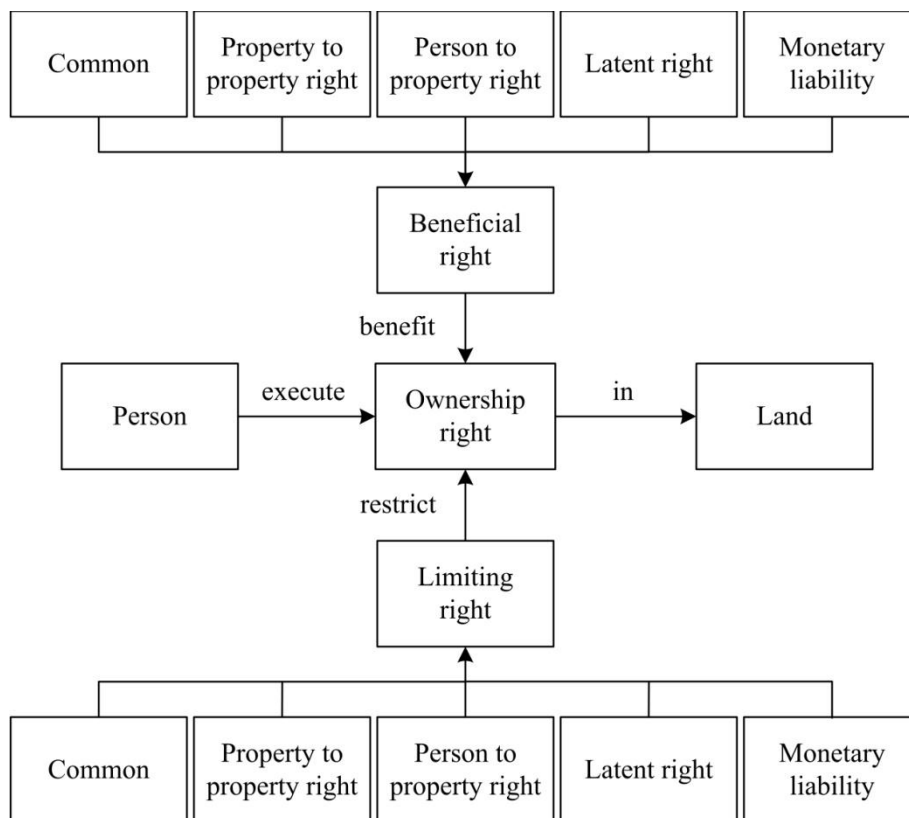 Common
Property to
property right
Person to
property right
Latent right
Monetary
liability
Beneficial
right
benefit
Person
execute
Ownership
right
in
Land
restrict
Limiting
right
Common
Property to
property right
Person to
property right
Latent right
Monetary
liability